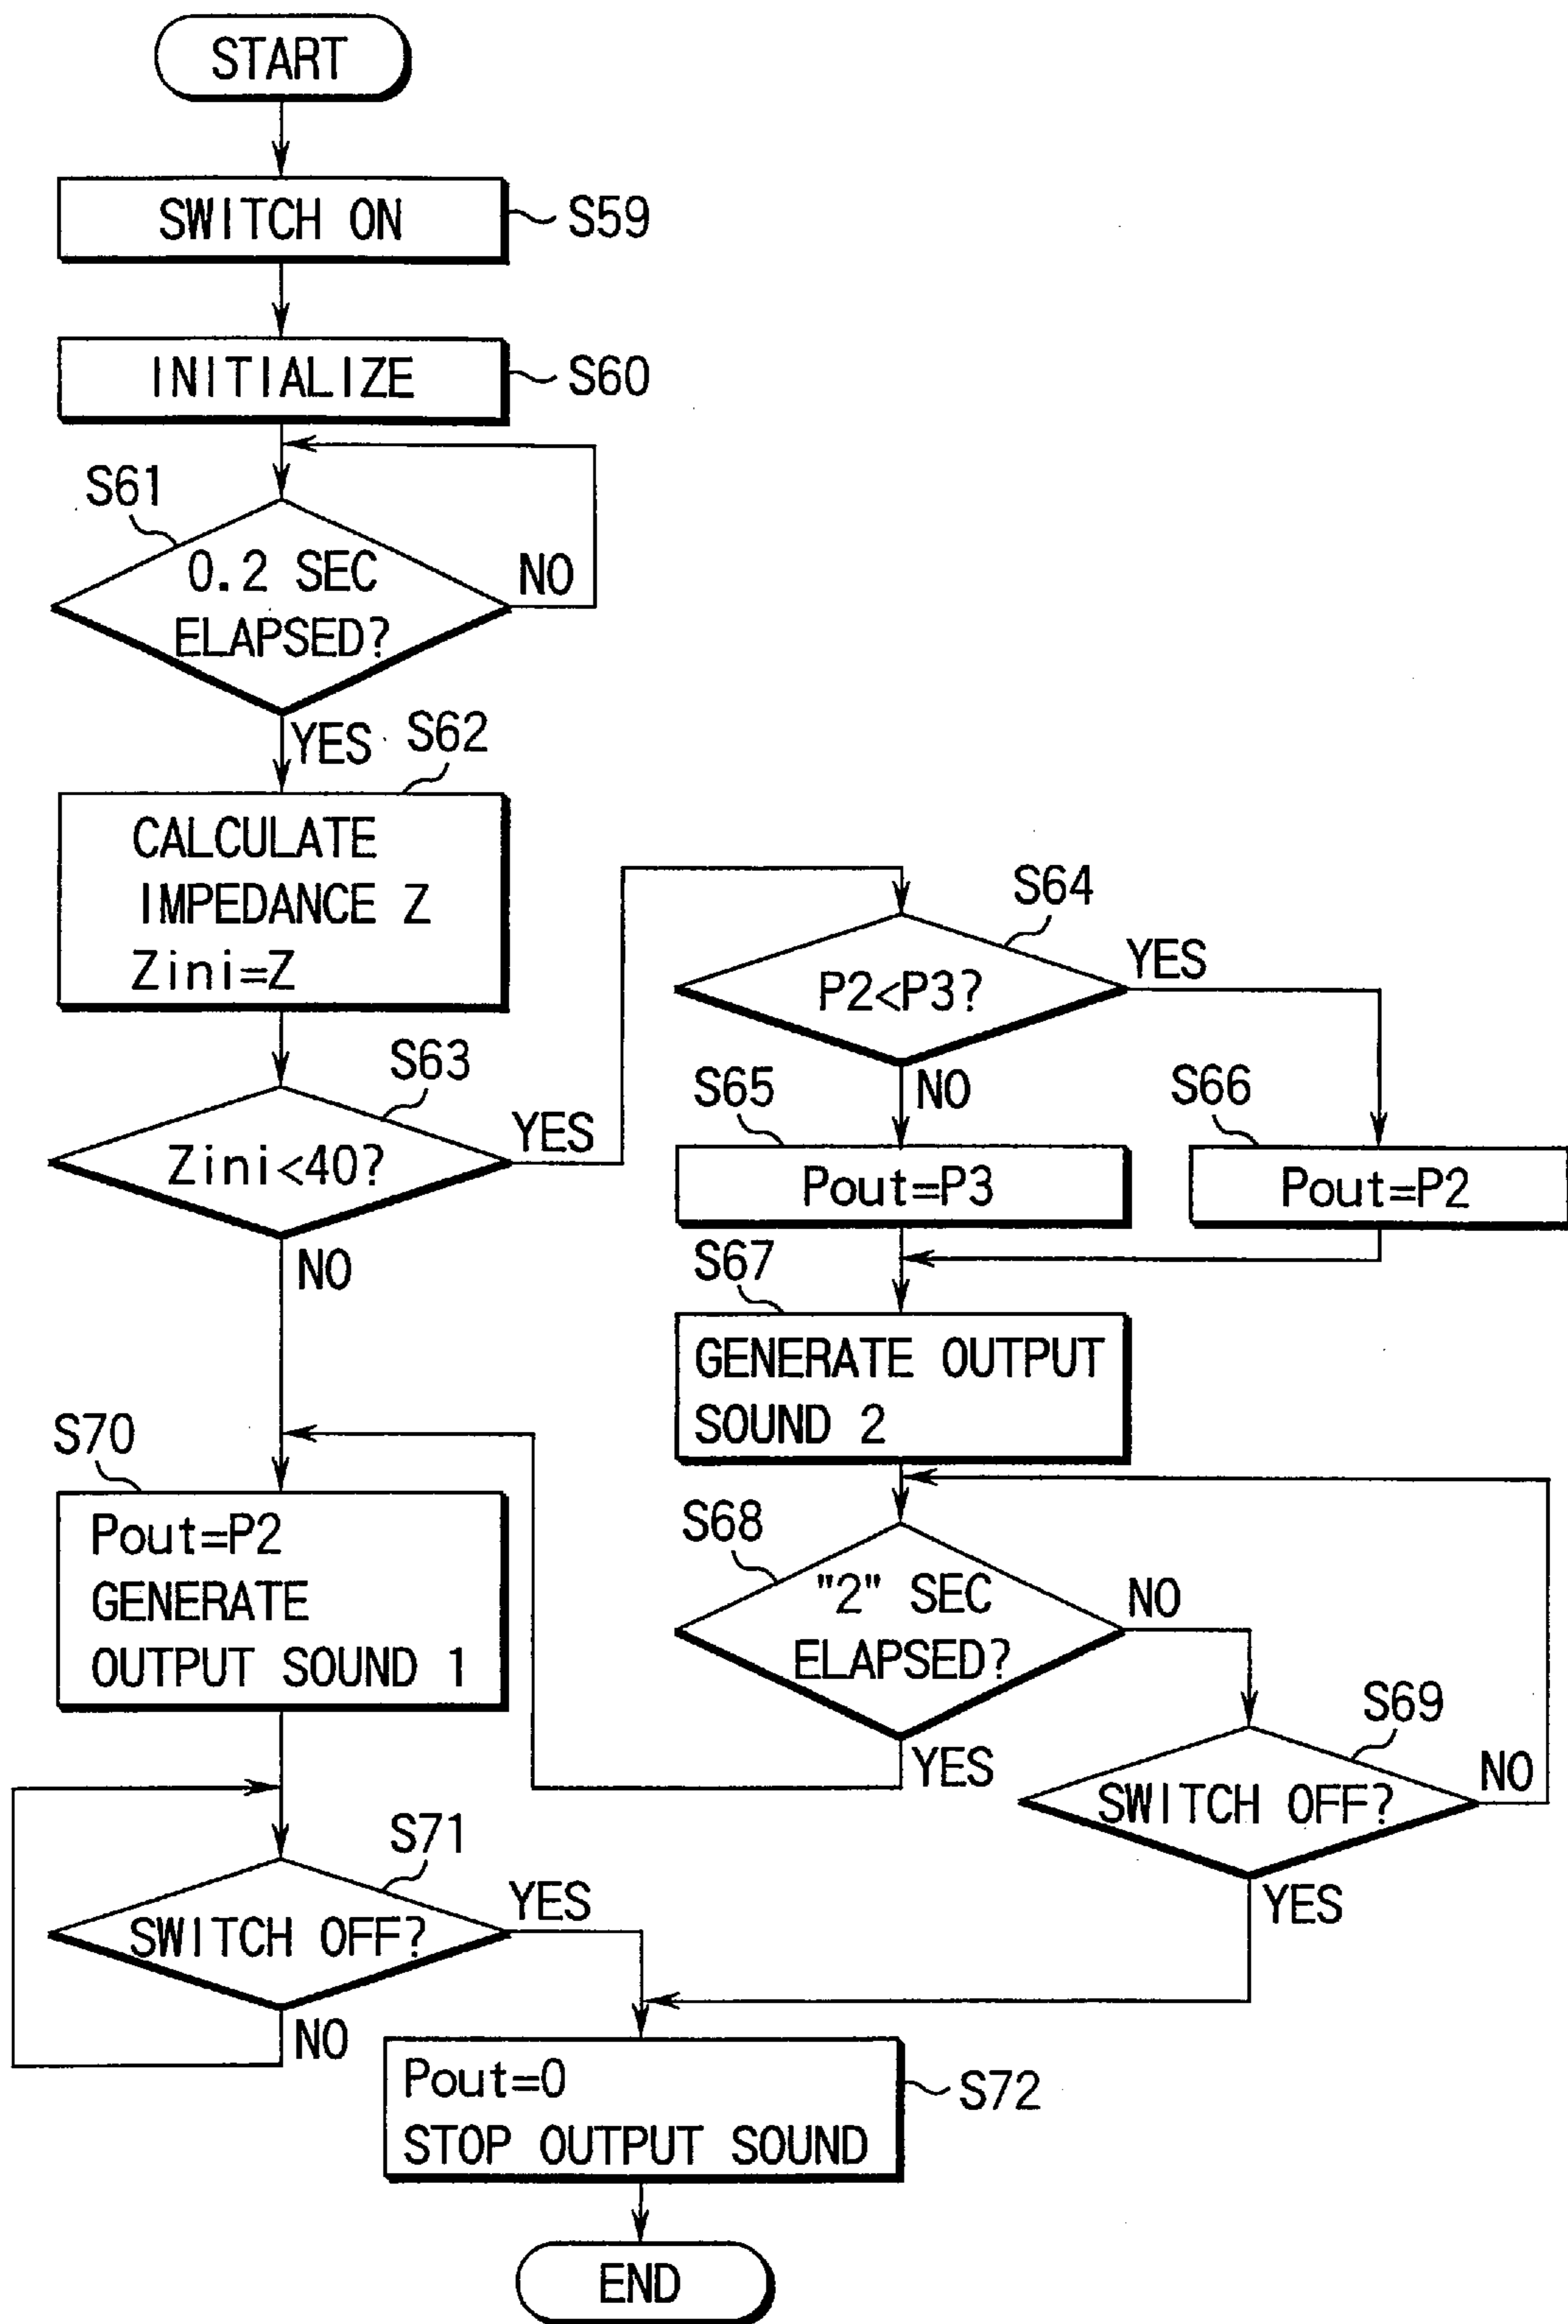 START
SWITCH ON
S59
INITIALIZE
S60
S61
0.2 SEC
ELAPSED?
NO
YES
S62
CALCULATE
IMPEDANCE Z
Zini=Z
S63
Zini<40?
YES
NO
S64
P2<P3?
YES
NO
S65
Pout=P3
S66
Pout=P2
S67
GENERATE OUTPUT
SOUND 2
S68
"2" SEC
ELAPSED?
NO
YES
S69
SWITCH OFF?
NO
YES
S70
Pout=P2
GENERATE
OUTPUT SOUND 1
S71
SWITCH OFF?
YES
NO
Pout=0
STOP OUTPUT SOUND
S72
END